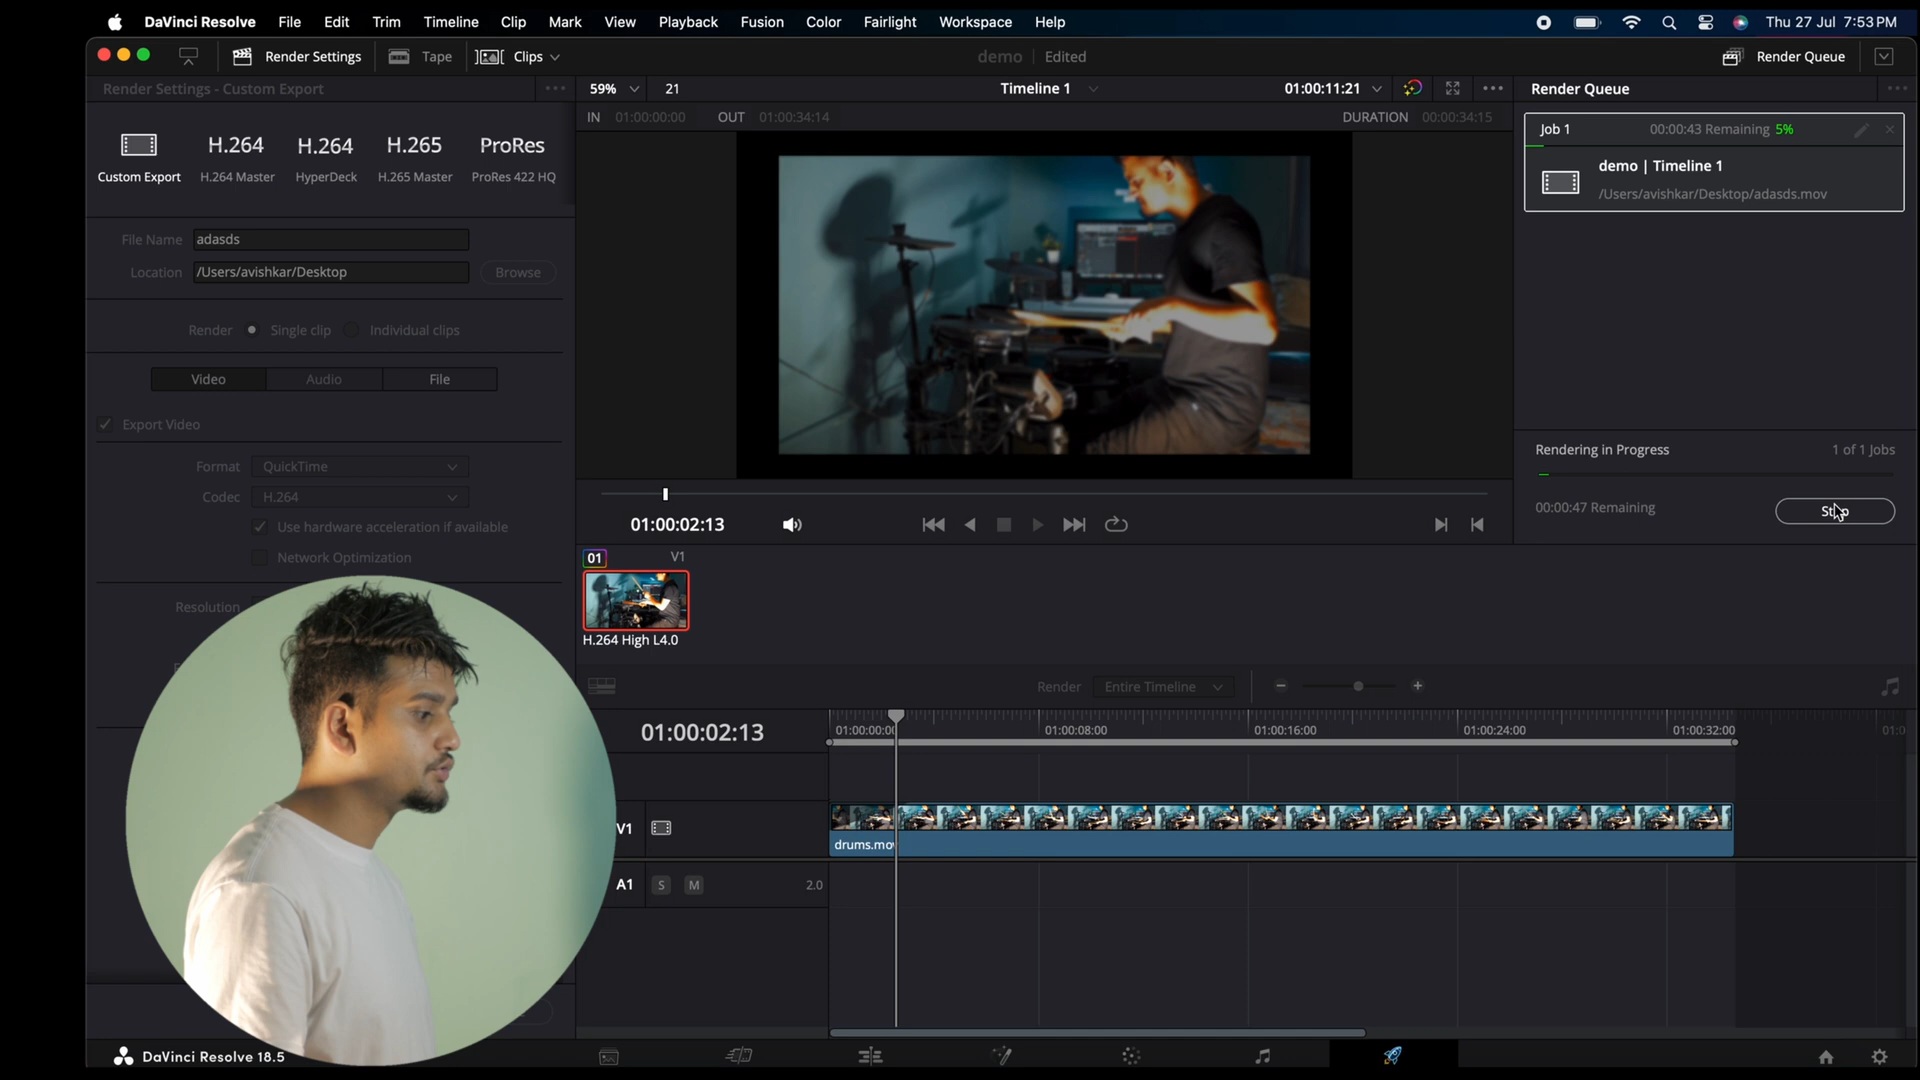 DaVinci Resolve File Edit Trim Timeline Clip Mark View Playback Fusion Color Fairlight Workspace Help Thu 27 Jul 7:53 PM
Render Settings Tape Clips demo Edited Render Queue
Render Settings - Custom Export
59% 21 Timeline 1 01:00:11:21
Render Queue
IN 01:00:00:00 OUT 01:00:34:14 DURATION 00:00:34:15
H.264 H.264 H.265 ProRes
Custom Export H.264 Master HyperDeck H.265 Master ProRes 422 HQ
Job 1 00:00:43 Remaining 5%
demo | Timeline 1
/Users/avishkar/Desktop/adasds.mov
File Name adasds
Location /Users/avishkar/Desktop Browse
Render Single clip Individual clips
Video Audio File
Export Video
Format QuickTime
Codec H.264
Use hardware acceleration if available
Network Optimization
Resolution
Rendering in Progress 1 of 1 Jobs
00:00:47 Remaining
01:00:02:13
01 V1
H.264 High L4.0
Render Entire Timeline
01:00:02:13
01:00:00:00 01:00:08:00 01:00:16:00 01:00:24:00 01:00:32:00
V1
drums.mov
A1 S M 2.0
DaVinci Resolve 18.5